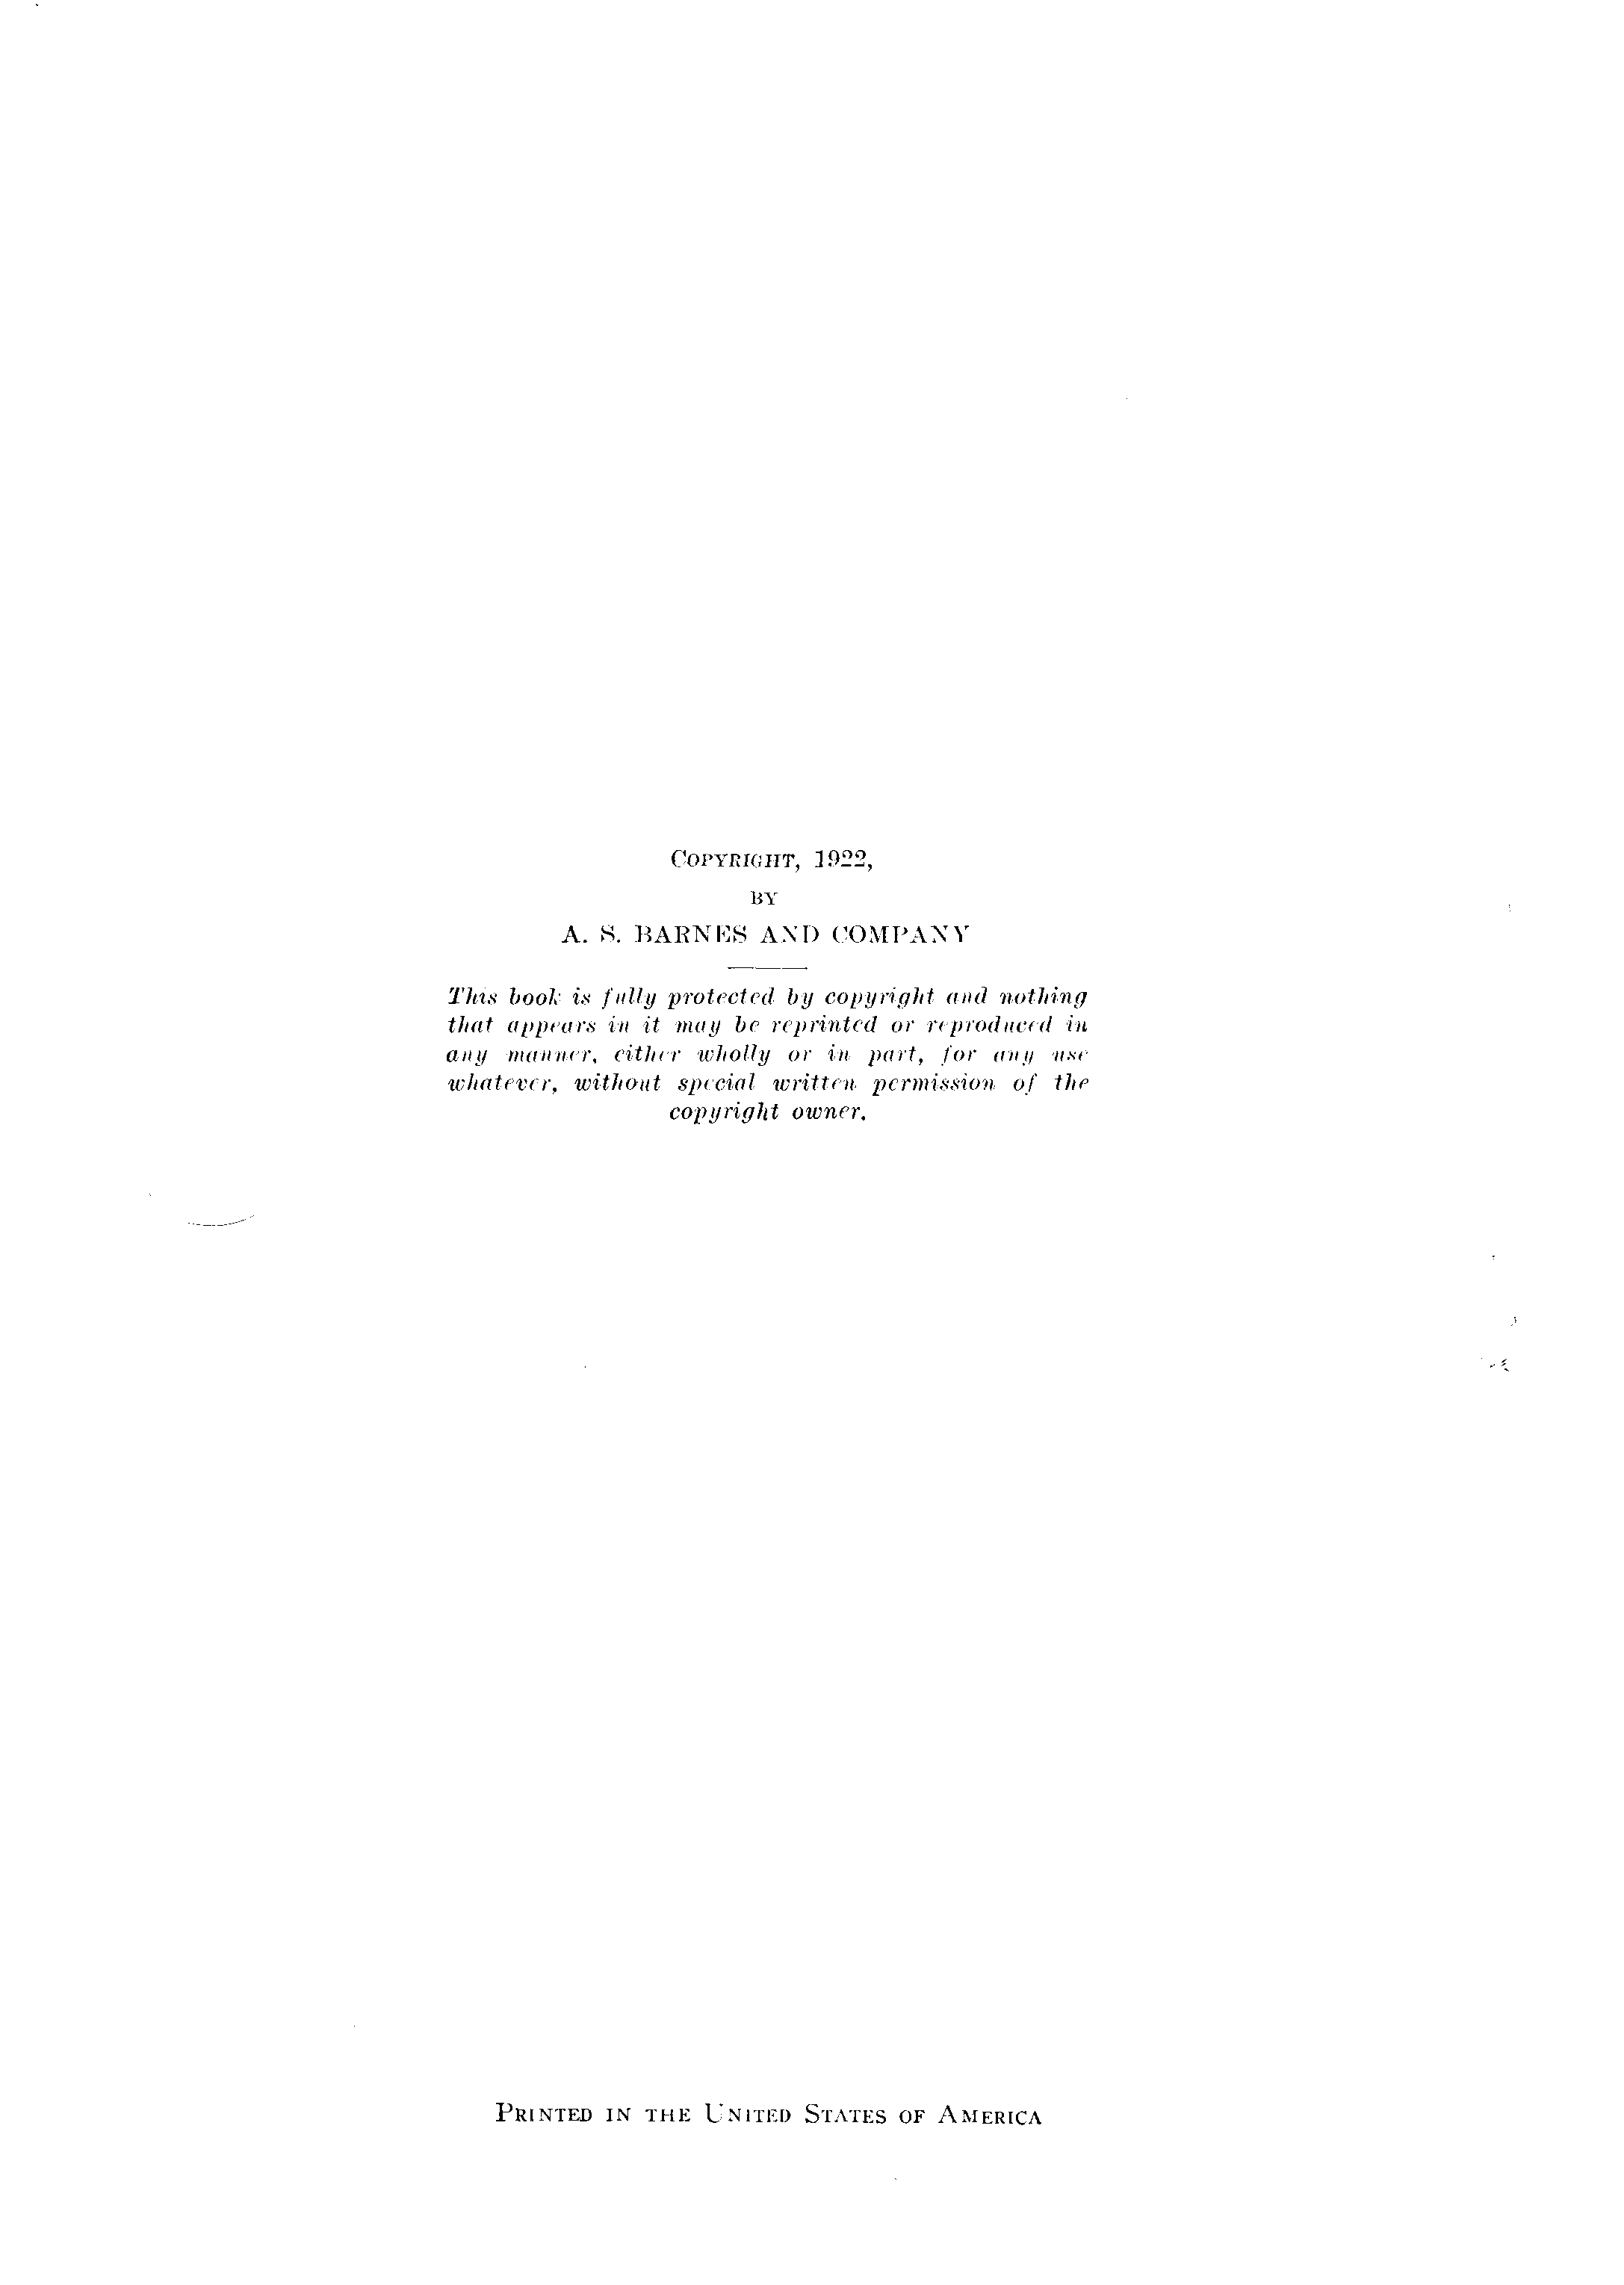 COPYRIGHT, 1922,
BY
A. S. BARNES AND COMPANY
This book is fully protected by copyright and nothing
that appears in it may be reprinted or reproduced in
any manner, either wholly or in part, for any use
whatever, without special written permission of the
copyright owner.
PRINTED IN THE UNITED STATES OF AMERICA